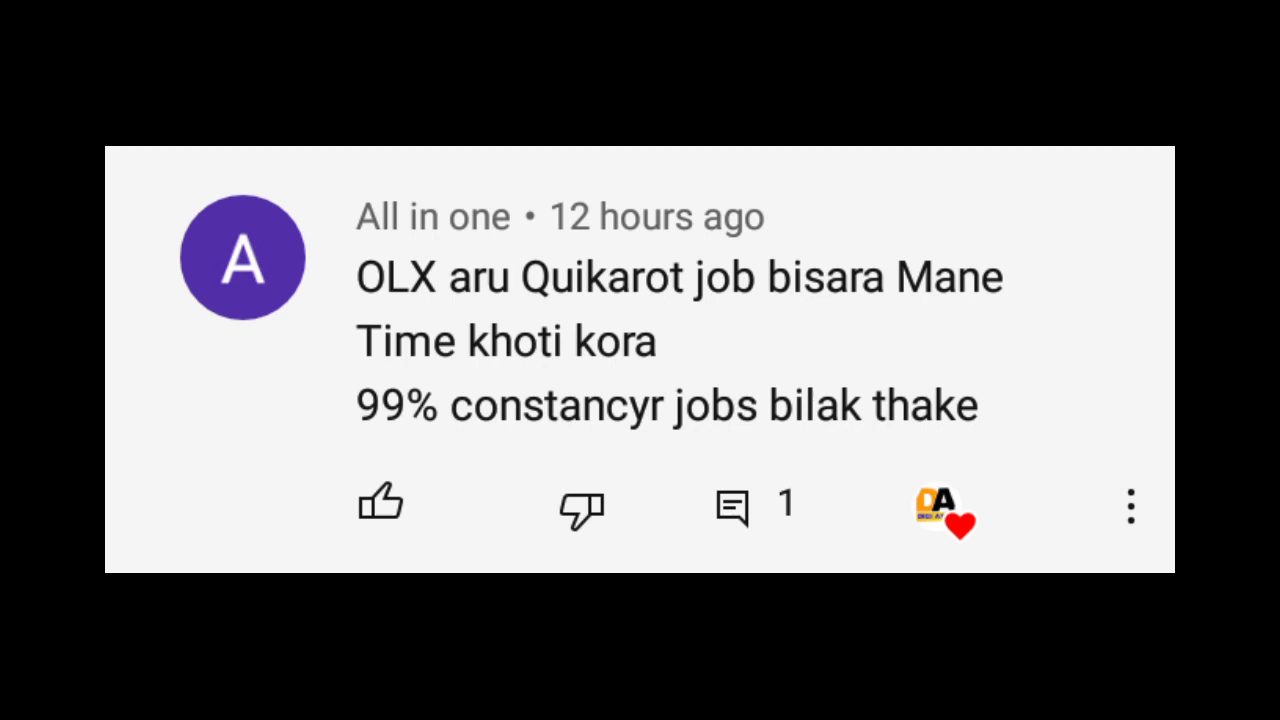 A
All in one • 12 hours ago
OLX aru Quikarot job bisara Mane
Time khoti kora
99% constancyr jobs bilak thake
1
DA